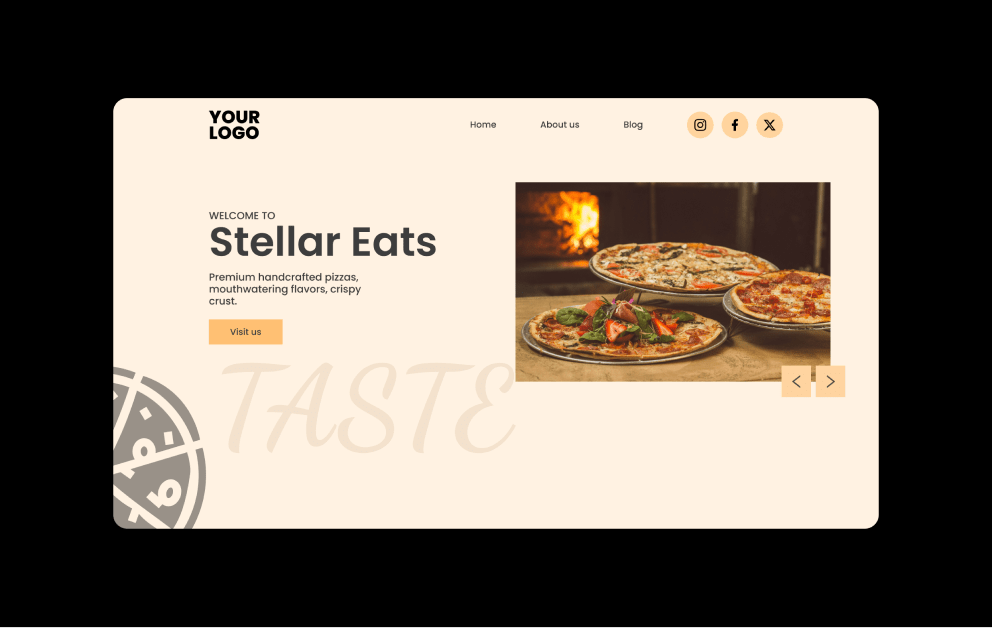 YOUR
LOGO
Home
About us
Blog
WELCOME TO
Stellar Eats
Premium handcrafted pizzas,
mouthwatering flavors, crispy
crust.
Visit us
TASTE